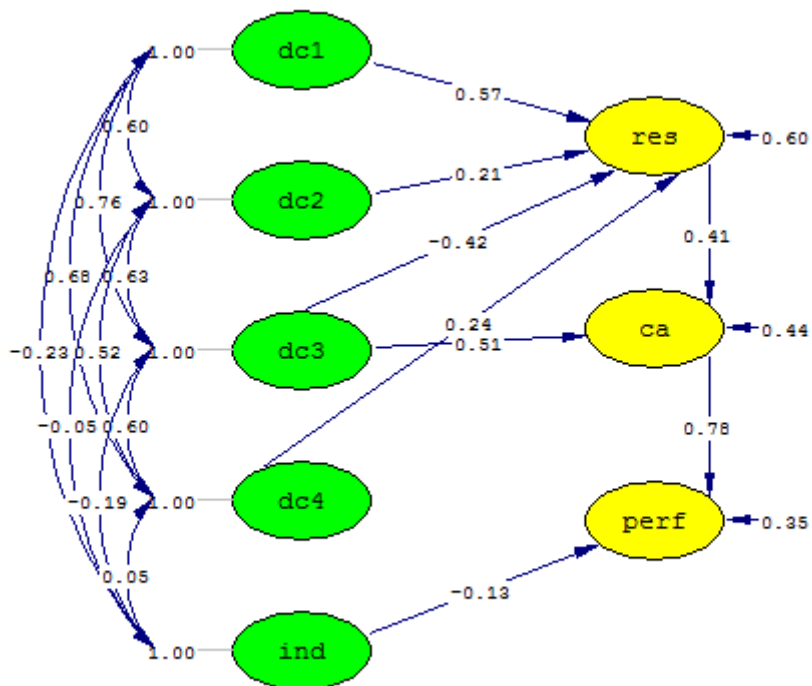 1.00 dc1
0.57
0.60
res
0.60
1.00 dc2
0.21
0.76
-0.42
0.41
0.68 0.63
0.24
1.00 dc3
0.51
ca
0.44
-0.23 0.52
-0.05 0.60
0.78
1.00 dc4
-0.19
perf
0.35
0.05
-0.13
1.00 ind